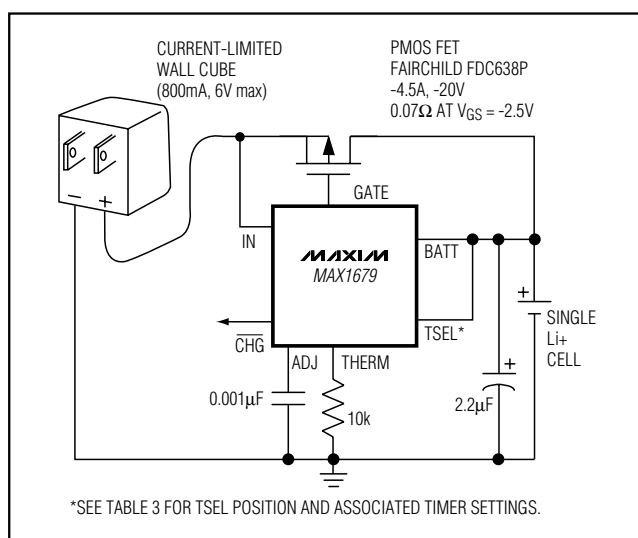 CURRENT-LIMITED
WALL CUBE
(800mA, 6V max)
PMOS FET
FAIRCHILD FDC638P
-4.5A, -20V
0.07Ω AT VGS = -2.5V
− +
GATE
IN
MAXIM
MAX1679
BATT
TSEL*
CHG
ADJ
THERM
0.001μF
10k
+
2.2μF
+
SINGLE
Li+
CELL
*SEE TABLE 3 FOR TSEL POSITION AND ASSOCIATED TIMER SETTINGS.